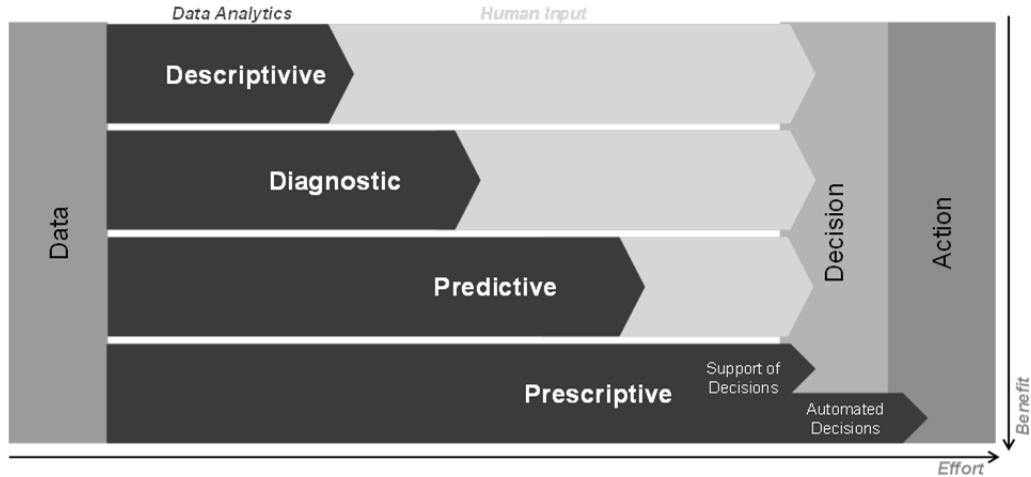 Data Analytics
Human Input
Descriptivive
Diagnostic
Predictive
Prescriptive
Support of
Decisions
Automated
Decisions
Data
Decision
Action
Benefit
Effort